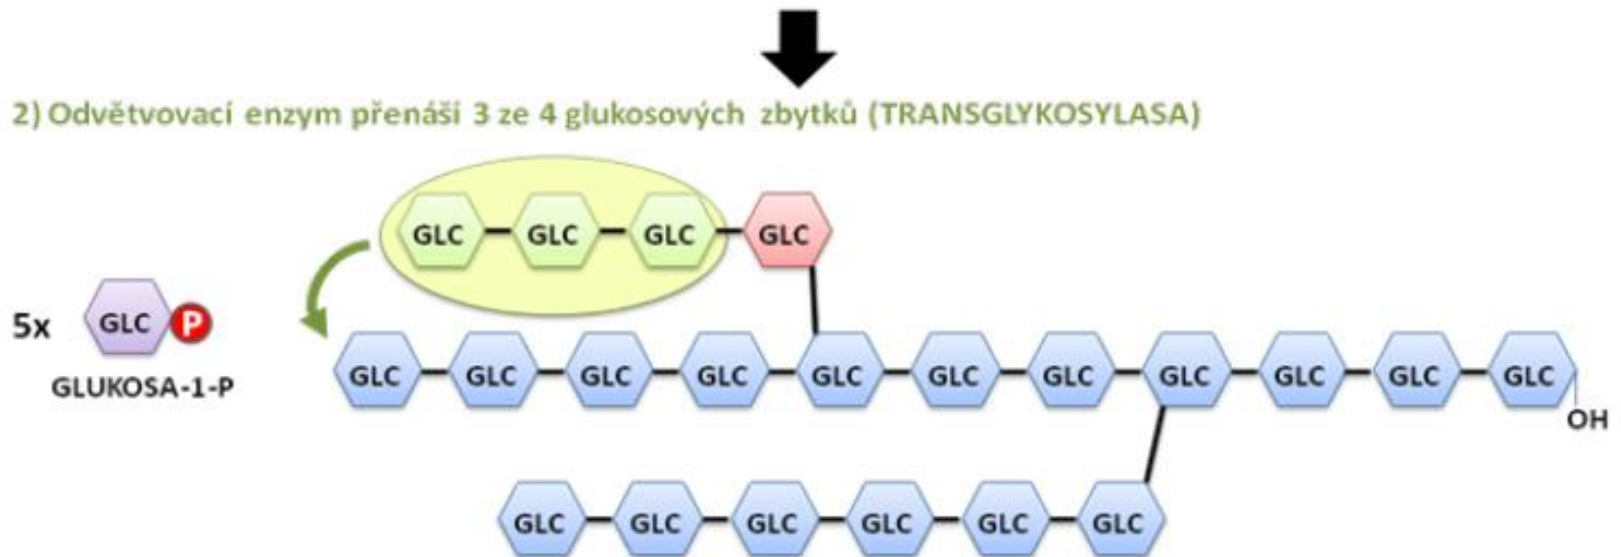 2) Odvětvovací enzym přenáší 3 ze 4 glukosových zbytků (TRANSGLYKOSYLASA)
GLC GLC GLC GLC
5x GLC P
GLUKOSA-1-P
GLC GLC GLC GLC GLC GLC GLC GLC GLC GLC GLC
OH
GLC GLC GLC GLC GLC GLC